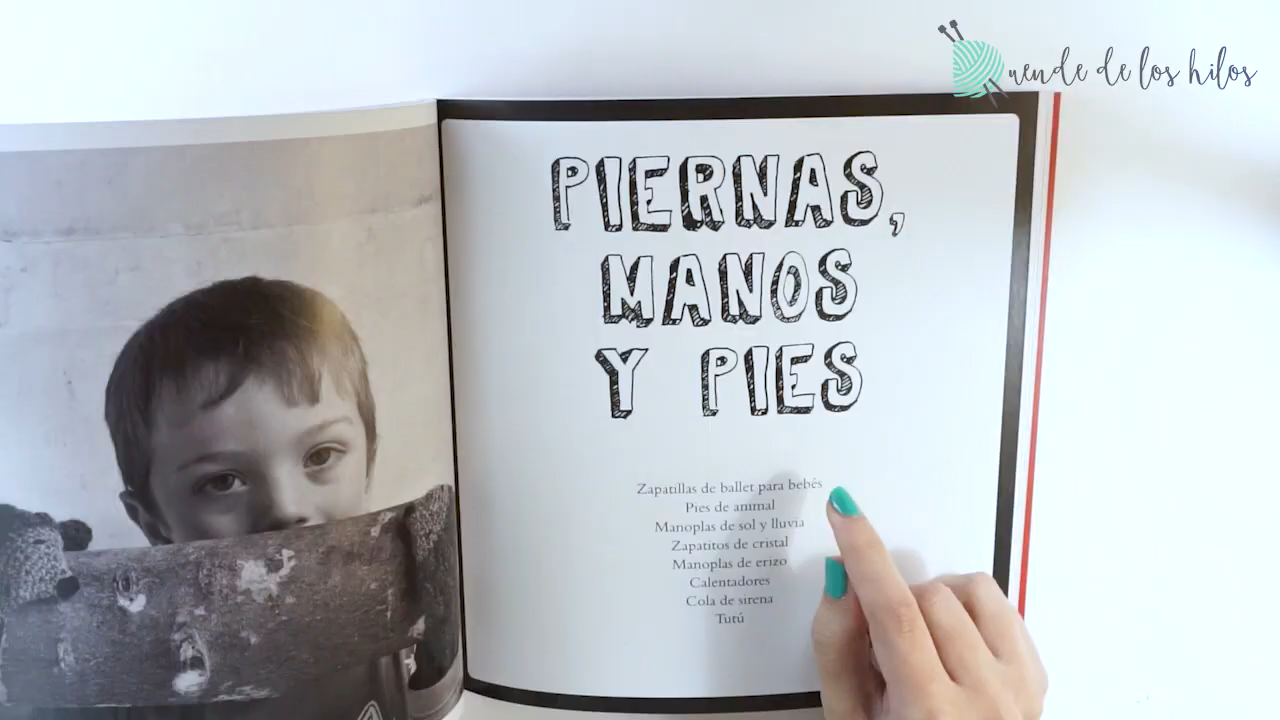 uende de los hilos
PIERNAS,
MANOS
Y PIES
Zapatillas de ballet para bebés
Pies de animal
Manoplas de sol y lluvia
Zapatitos de cristal
Manoplas de erizo
Calentadores
Cola de sirena
Tutú